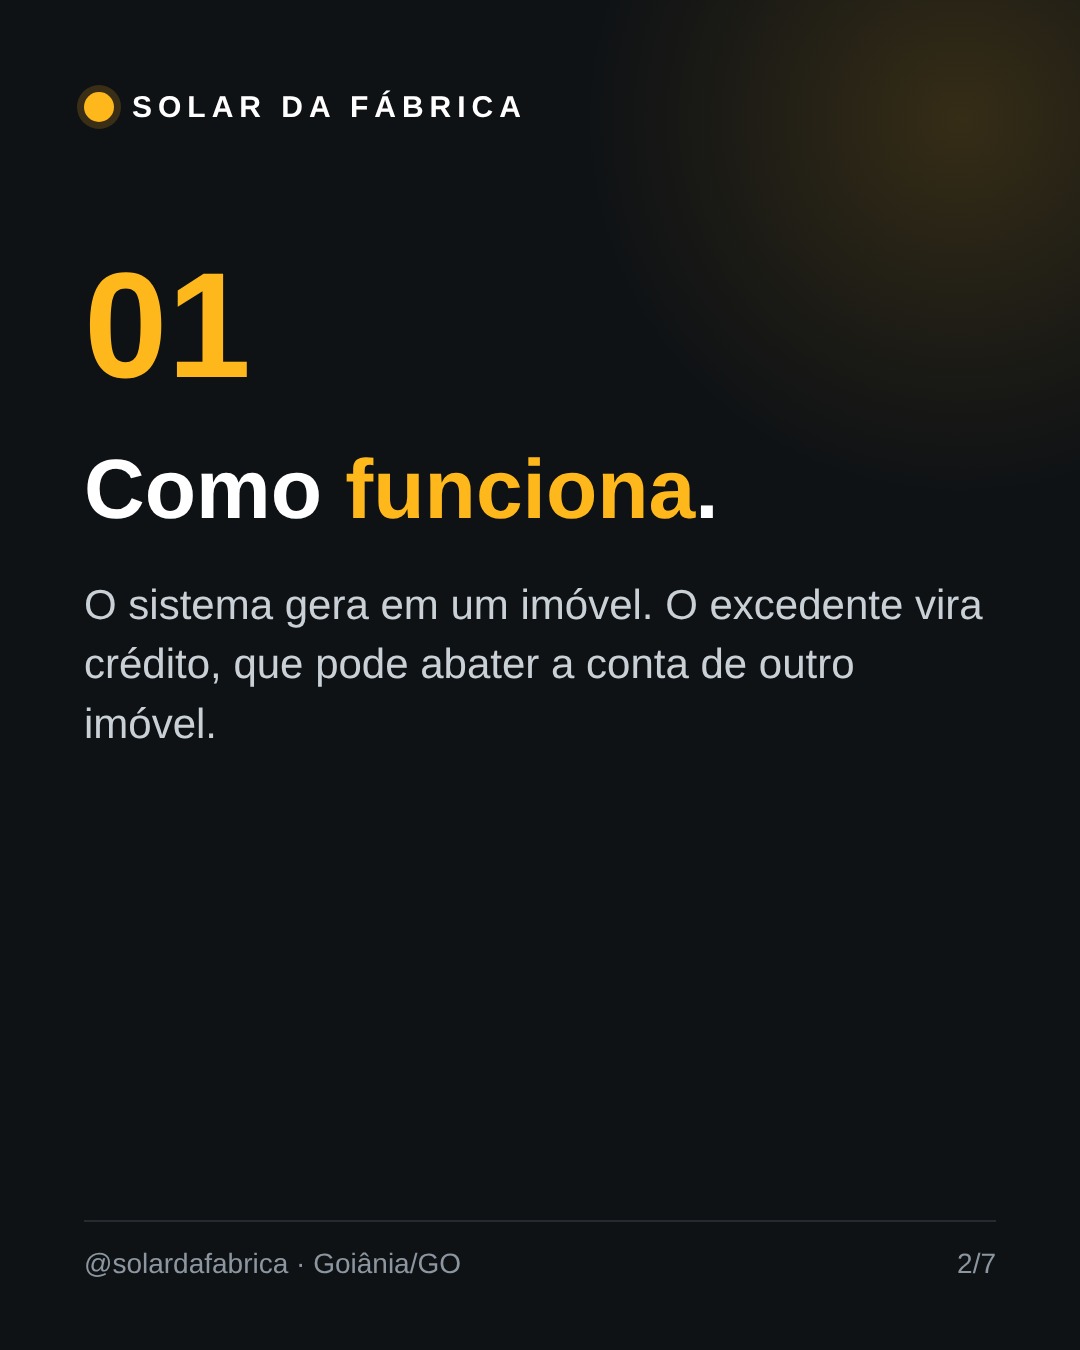 SOLAR DA FÁBRICA
01
Como funciona.
O sistema gera em um imóvel. O excedente vira
crédito, que pode abater a conta de outro
imóvel.
@solardafabrica · Goiânia/GO
2/7